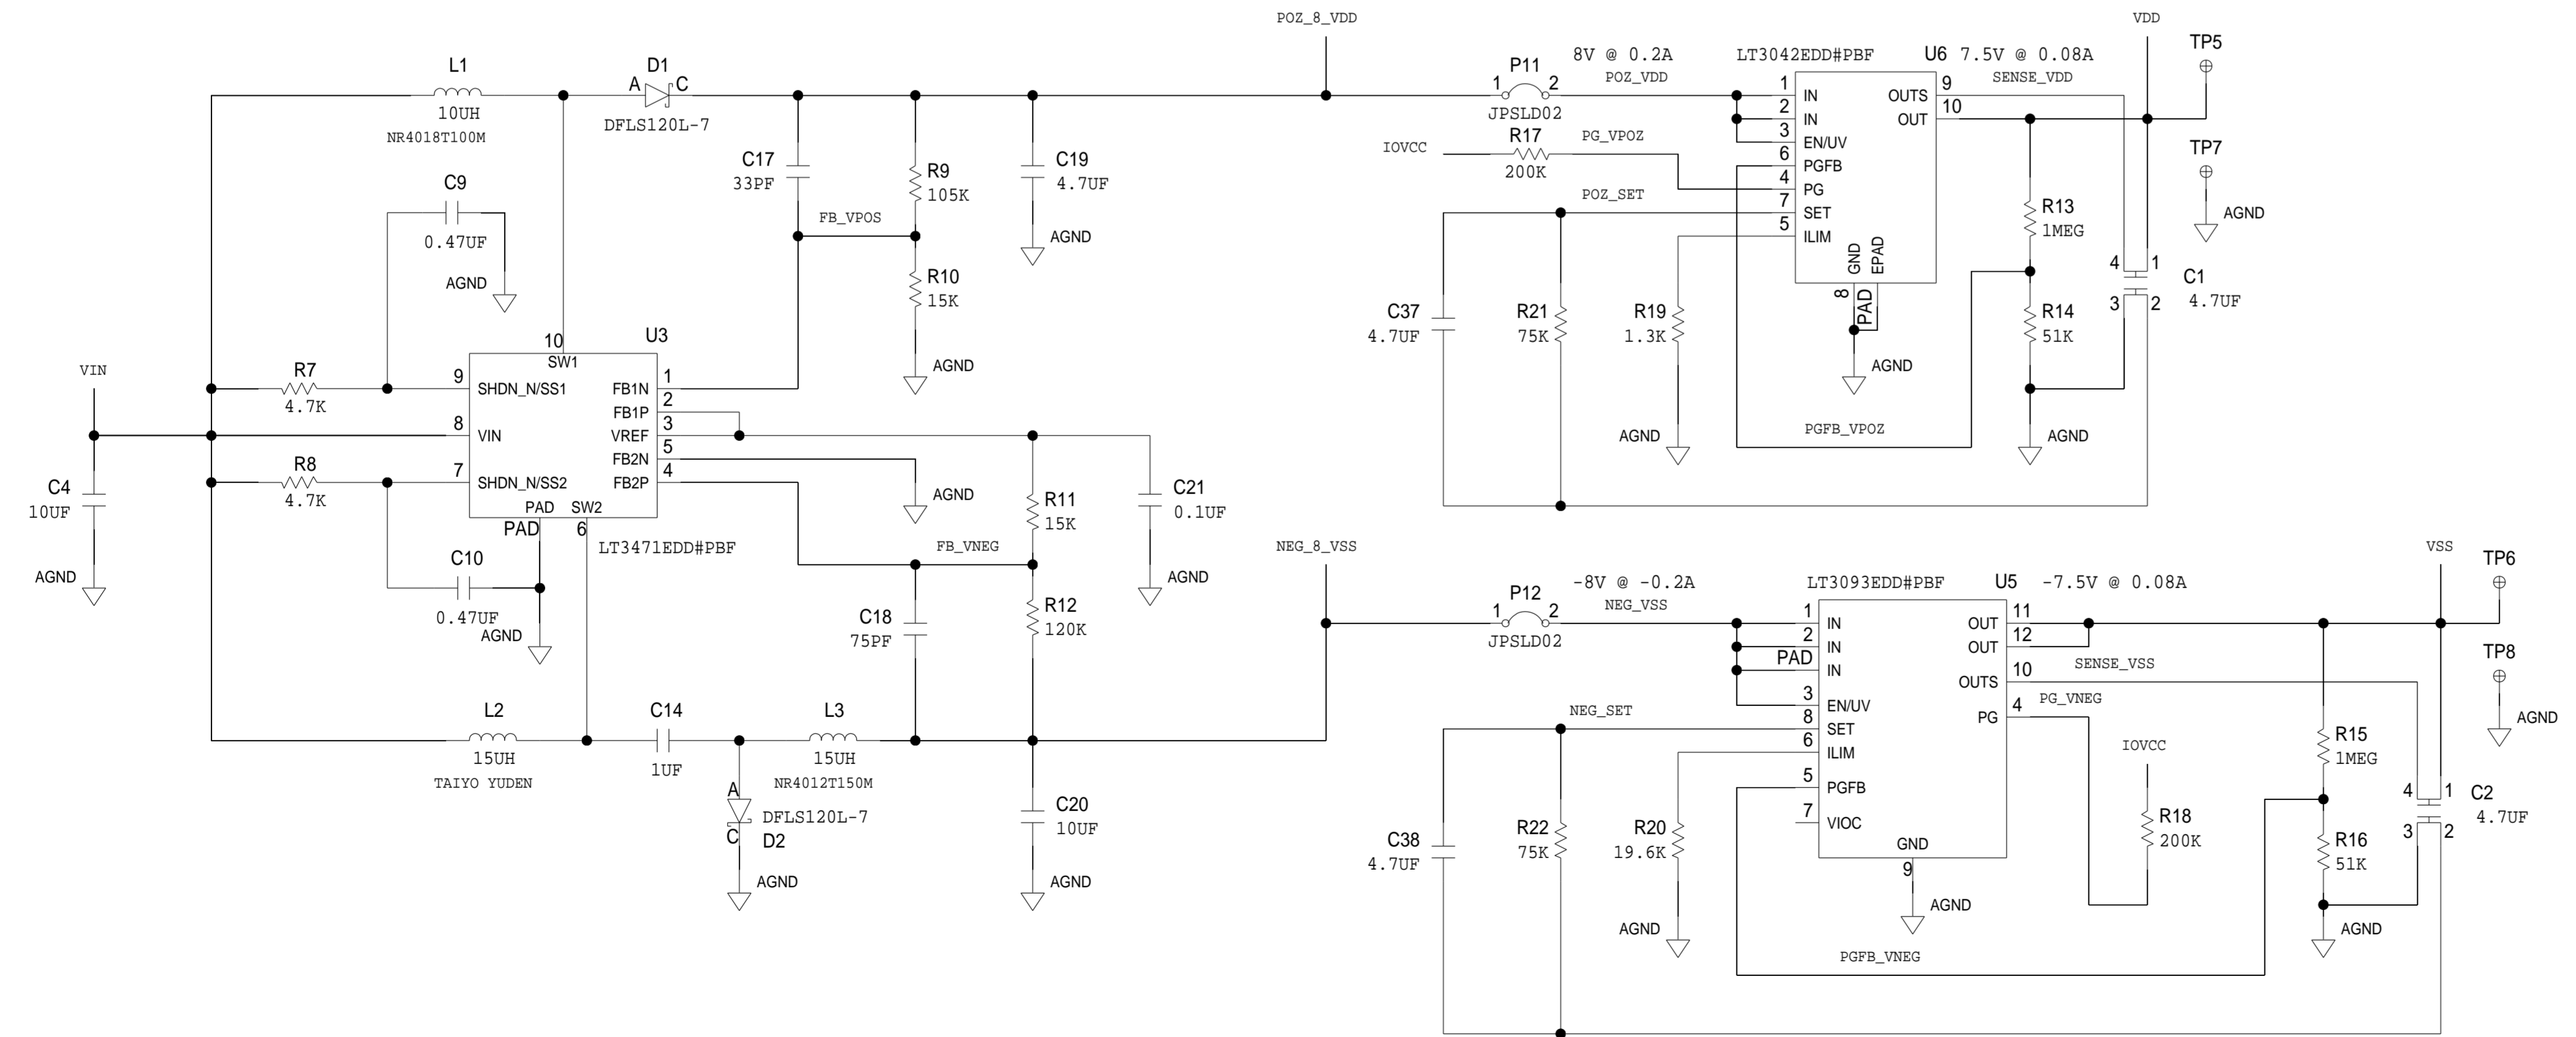 POZ_8_VDD
VDD
TP5
L1
10UH
NR4018T100M
D1
A
C
DFLS120L-7
P11
1
2
JPSLD02
8V @ 0.2A
POZ_VDD
LT3042EDD#PBF
U6
7.5V @ 0.08A
SENSE_VDD
1
IN
2
IN
3
EN/UV
6
PGFB
4
PG
7
SET
5
ILIM
OUTS
9
OUT
10
GND
EPAD
8
PAD
AGND
TP7
AGND
C9
0.47UF
AGND
C17
33PF
R9
105K
C19
4.7UF
AGND
FB_VPOS
R10
15K
AGND
IOVCC
R17
200K
PG_VPOZ
POZ_SET
C37
4.7UF
R21
75K
R19
1.3K
AGND
PGFB_VPOZ
R13
1MEG
R14
51K
AGND
4
1
3
2
C1
4.7UF
VIN
C4
10UF
AGND
R7
4.7K
R8
4.7K
U3
10
SW1
9
SHDN_N/SS1
8
VIN
7
SHDN_N/SS2
FB1N
1
FB1P
2
VREF
3
FB2N
5
FB2P
4
PAD
SW2
PAD
6
LT3471EDD#PBF
C10
0.47UF
AGND
AGND
R11
15K
C21
0.1UF
AGND
FB_VNEG
C18
75PF
R12
120K
L2
15UH
TAIYO YUDEN
C14
1UF
L3
15UH
NR4012T150M
A
DFLS120L-7
C
D2
AGND
C20
10UF
AGND
NEG_8_VSS
P12
1
2
JPSLD02
-8V @ -0.2A
NEG_VSS
LT3093EDD#PBF
U5
-7.5V @ 0.08A
1
IN
2
IN
PAD
IN
3
EN/UV
8
SET
6
ILIM
5
PGFB
7
VIOC
OUT
11
OUT
12
OUTS
10
PG
4
GND
9
AGND
SENSE_VSS
PG_VNEG
VSS
TP6
TP8
AGND
NEG_SET
C38
4.7UF
R22
75K
R20
19.6K
AGND
PGFB_VNEG
IOVCC
R18
200K
R15
1MEG
R16
51K
AGND
4
1
3
2
C2
4.7UF